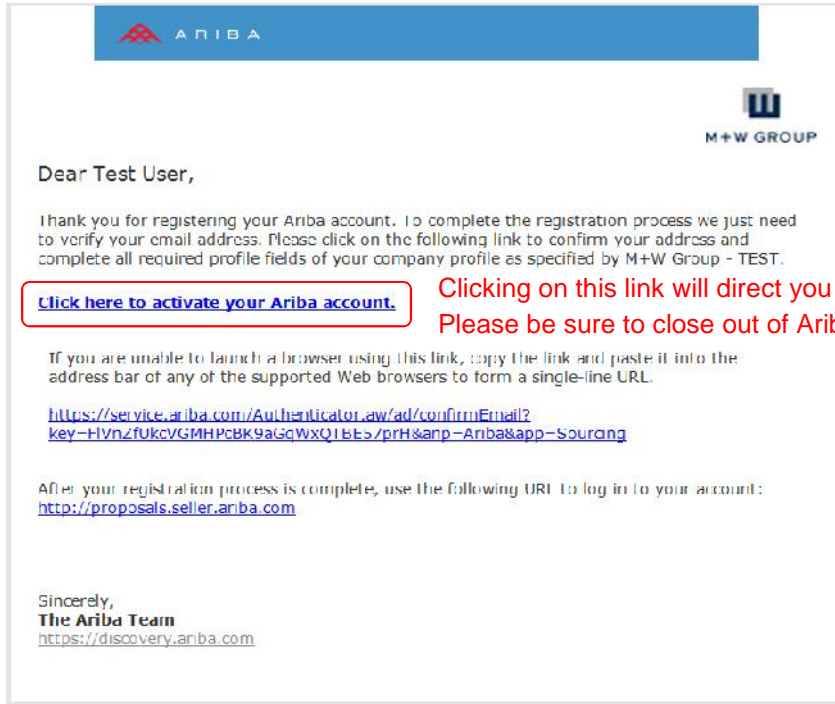 ARIBA
M+W GROUP
Dear Test User,
Thank you for registering your Ariba account. To complete the registration process we just need
to verify your email address. Please click on the following link to confirm your address and
complete all required profile fields of your company profile as specified by M+W Group - TEST.
Click here to activate your Ariba account.
Clicking on this link will direct you
Please be sure to close out of Arib
If you are unable to launch a browser using this link, copy the link and paste it into the
address bar of any of the supported Web browsers to form a single-line URL.
https://service.ariba.com/Authenticator.aw/ad/confirmEmail?
After your registration process is complete, use the following URL to log in to your account:
http://proposals.seller.ariba.com
Sincerely,
The Ariba Team
https://discovery.ariba.com